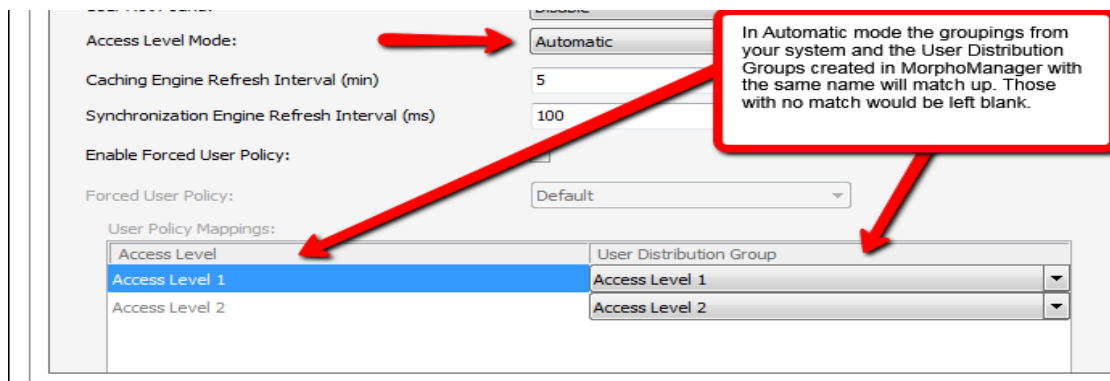 Access Level Mode:
Automatic
In Automatic mode the groupings from
your system and the User Distribution
Groups created in MorphoManager with
the same name will match up. Those
with no match would be left blank.
Caching Engine Refresh Interval (min)
5
Synchronization Engine Refresh Interval (ms)
100
Enable Forced User Policy:
Forced User Policy:
Default
User Policy Mappings:
Access Level
User Distribution Group
Access Level 1
Access Level 1
Access Level 2
Access Level 2